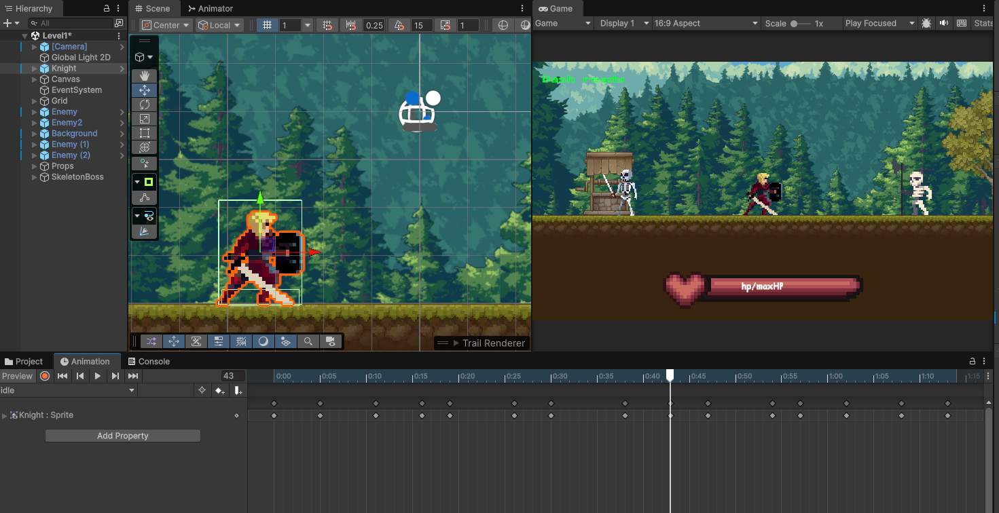 Hierarchy
All
Level1*
[Camera]
Global Light 2D
Knight
Canvas
EventSystem
Grid
Enemy
Enemy2
Background
Enemy (1)
Enemy (2)
Props
SkeletonBoss
Scene Animator
Center Local 1 0.25 15 1
Trail Renderer
Game
Game Display 1 16:9 Aspect Scale 1x Play Focused Stats
Dash ready
hp/maxHP
Project Animation Console
Preview 43 0:00 0:05 0:10 0:15 0:20 0:25 0:30 0:35 0:40 0:45 0:50 0:55 1:00 1:05 1:10 1:15
idle
Knight : Sprite
Add Property